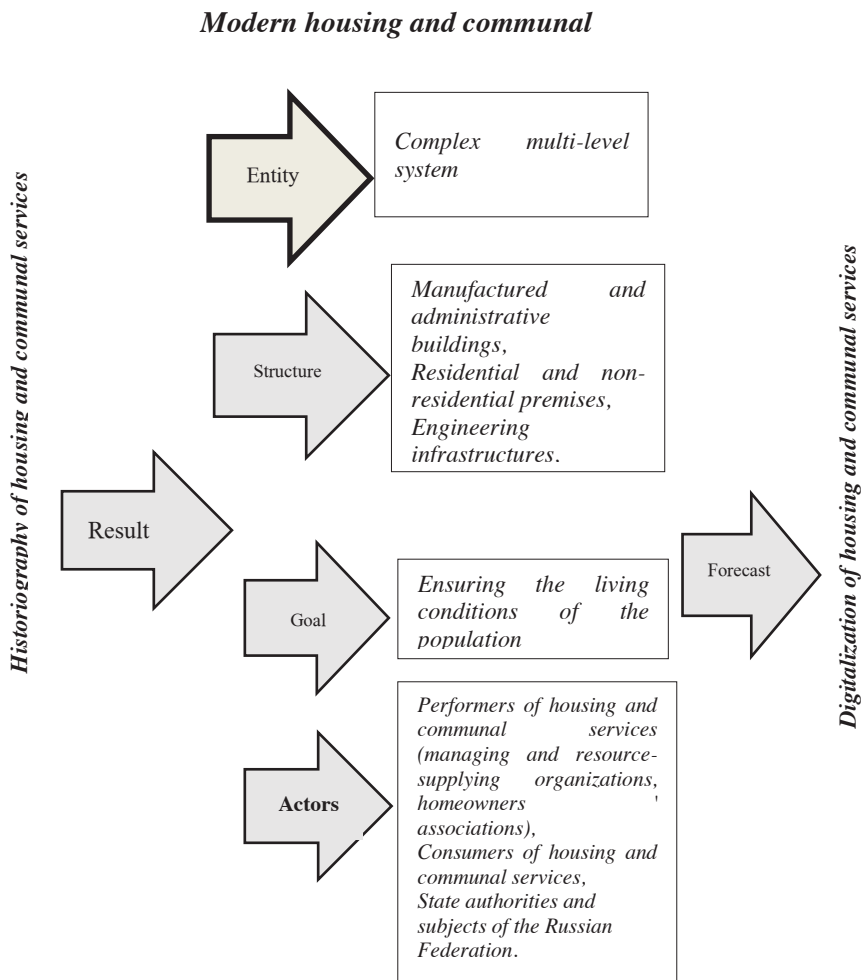 Modern housing and communal
Historiography of housing and communal services
Entity
Complex multi-level
system
Structure
Manufactured and
administrative
buildings,
Residential and non-
residential premises,
Engineering
infrastructures.
Result
Goal
Ensuring the living
conditions of the
population
Forecast
Actors
Performers of housing and
communal services
(managing and resource-
supplying organizations,
homeowners '
associations),
Consumers of housing and
communal services,
State authorities and
subjects of the Russian
Federation.
Digitalization of housing and communal services